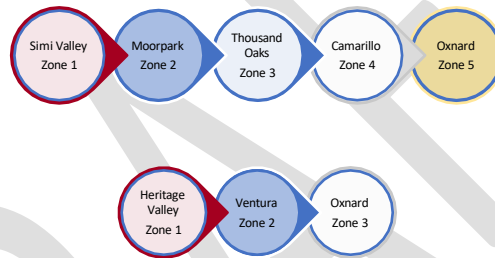 Simi Valley
Zone 1
Moorpark
Zone 2
Thousand
Oaks
Zone 3
Camarillo
Zone 4
Oxnard
Zone 5
Heritage
Valley
Zone 1
Ventura
Zone 2
Oxnard
Zone 3